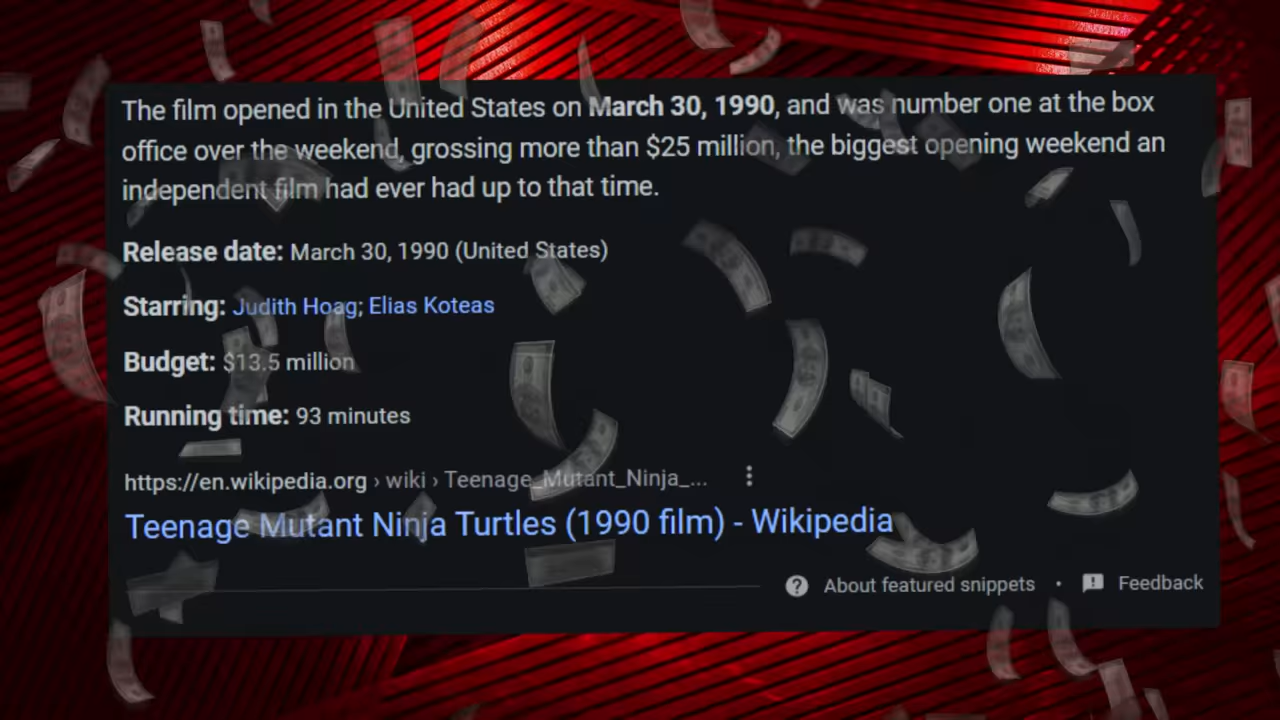 The film opened in the United States on March 30, 1990, and was number one at the box
office over the weekend, grossing more than $25 million, the biggest opening weekend an
independent film had ever had up to that time.
Release date: March 30, 1990 (United States)
Starring: Judith Hoag; Elias Koteas
Budget: $13.5 million
Running time: 93 minutes
https://en.wikipedia.org › wiki › Teenage_Mutant_Ninja_...
Teenage Mutant Ninja Turtles (1990 film) - Wikipedia
About featured snippets • Feedback